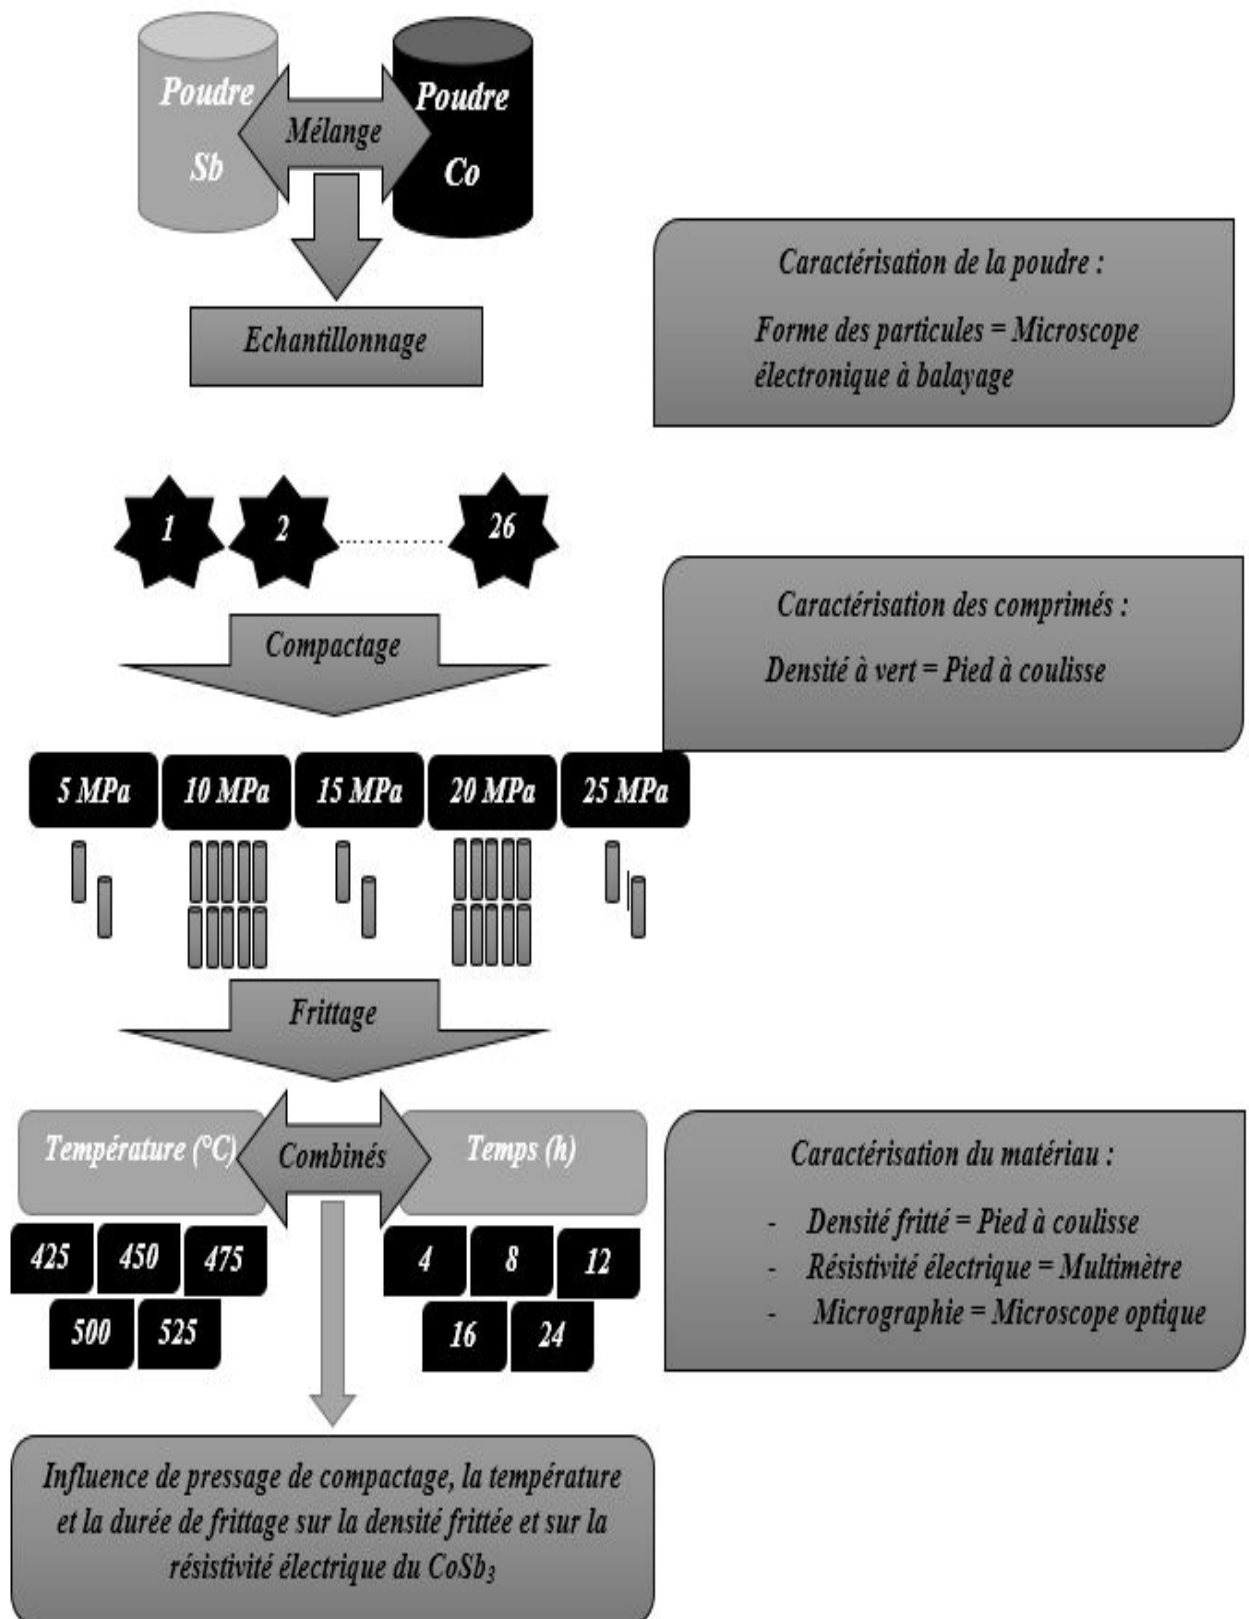 Poudre
Sb
Mélange
Poudre
Co
Echantillonnage
Caractérisation de la poudre :
Forme des particules = Microscope
électronique à balayage
1
2
...................
26
Compactage
Caractérisation des comprimés :
Densité à vert = Pied à coulisse
5 MPa
10 MPa
15 MPa
20 MPa
25 MPa
Frittage
Température (°C)
Combinés
Temps (h)
425
450
475
500
525
4
8
12
16
24
Caractérisation du matériau :
- Densité fritté = Pied à coulisse
- Résistivité électrique = Multimètre
- Micrographie = Microscope optique
Influence de pressage de compactage, la température
et la durée de frittage sur la densité frittée et sur la
résistivité électrique du CoSb₃